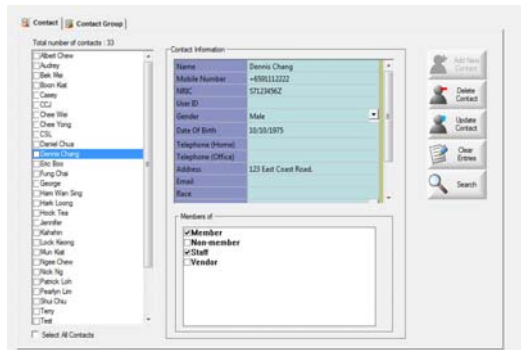 Contact
Contact Group
Total number of contacts : 33
Albert Chew
Audrey
Bek Wei
Boon Kiat
Casey
CCJ
Chee Wei
Chee Yong
CSL
Daniel Chua
Dennis Chang
Eric Boo
Fung Chai
George
Ham Wan Sing
Hark Loong
Hock Tea
Jennifer
Kahahn
Lock Keong
Mun Kiat
Ngee Chew
Nick Ng
Patrick Loh
Pearlyn Lim
Shui Chiu
Terry
Test
Select All Contacts
Contact Information
Name Dennis Chang
Mobile Number +6591112222
NRIC S7123456Z
User ID
Gender Male
Date Of Birth 10/10/1975
Telephone (Home)
Telephone (Office)
Address 123 East Coast Road.
Email
Race
Members of
Member
Non-member
Staff
Vendor
Add New Contact
Delete Contact
Update Contact
Clear Entries
Search